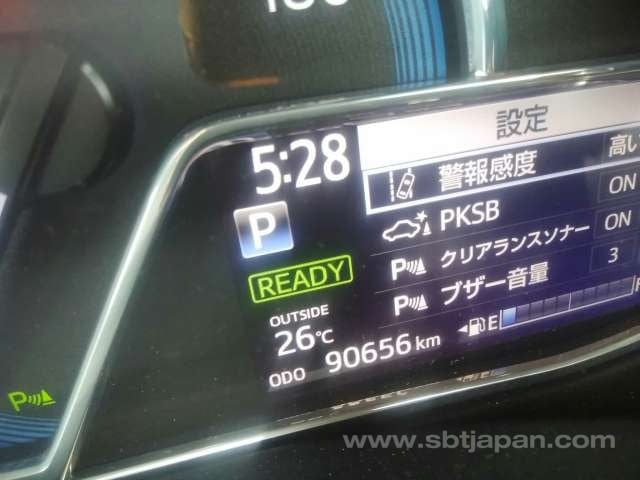 設定
5:28
警報感度 高い
P
PKSB ON
READY
クリアランスソナー ON
P
P ブザー音量 3
OUTSIDE
26℃
E
ODO 90656 km
P
www.sbtjapan.com